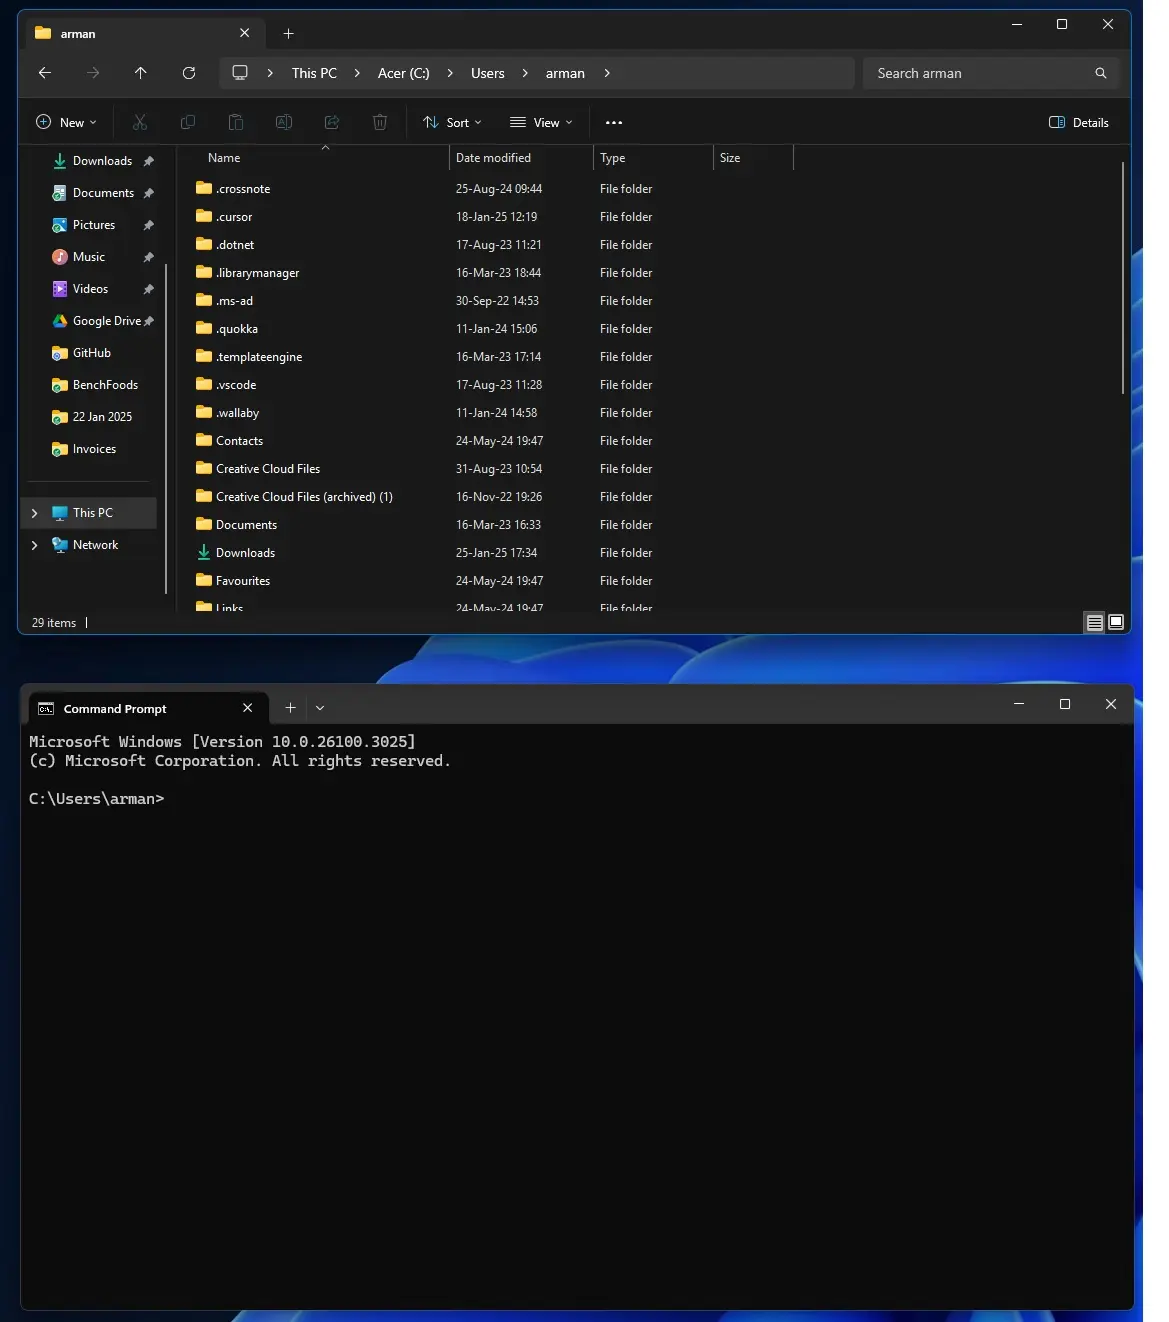 arman
This PC > Acer (C:) > Users > arman >
Search arman
New
Sort
View
Details
Downloads
Documents
Pictures
Music
Videos
Google Drive
GitHub
BenchFoods
22 Jan 2025
Invoices
This PC
Network
Name Date modified Type Size
.crossnote 25-Aug-24 09:44 File folder
.cursor 18-Jan-25 12:19 File folder
.dotnet 17-Aug-23 11:21 File folder
.librarymanager 16-Mar-23 18:44 File folder
.ms-ad 30-Sep-22 14:53 File folder
.quokka 11-Jan-24 15:06 File folder
.templateengine 16-Mar-23 17:14 File folder
.vscode 17-Aug-23 11:28 File folder
.wallaby 11-Jan-24 14:58 File folder
Contacts 24-May-24 19:47 File folder
Creative Cloud Files 31-Aug-23 10:54 File folder
Creative Cloud Files (archived) (1) 16-Nov-22 19:26 File folder
Documents 16-Mar-23 16:33 File folder
Downloads 25-Jan-25 17:34 File folder
Favourites 24-May-24 19:47 File folder
Links 24-May-24 19:47 File folder
29 items
Command Prompt
Microsoft Windows [Version 10.0.26100.3025]
(c) Microsoft Corporation. All rights reserved.
C:\Users\arman>